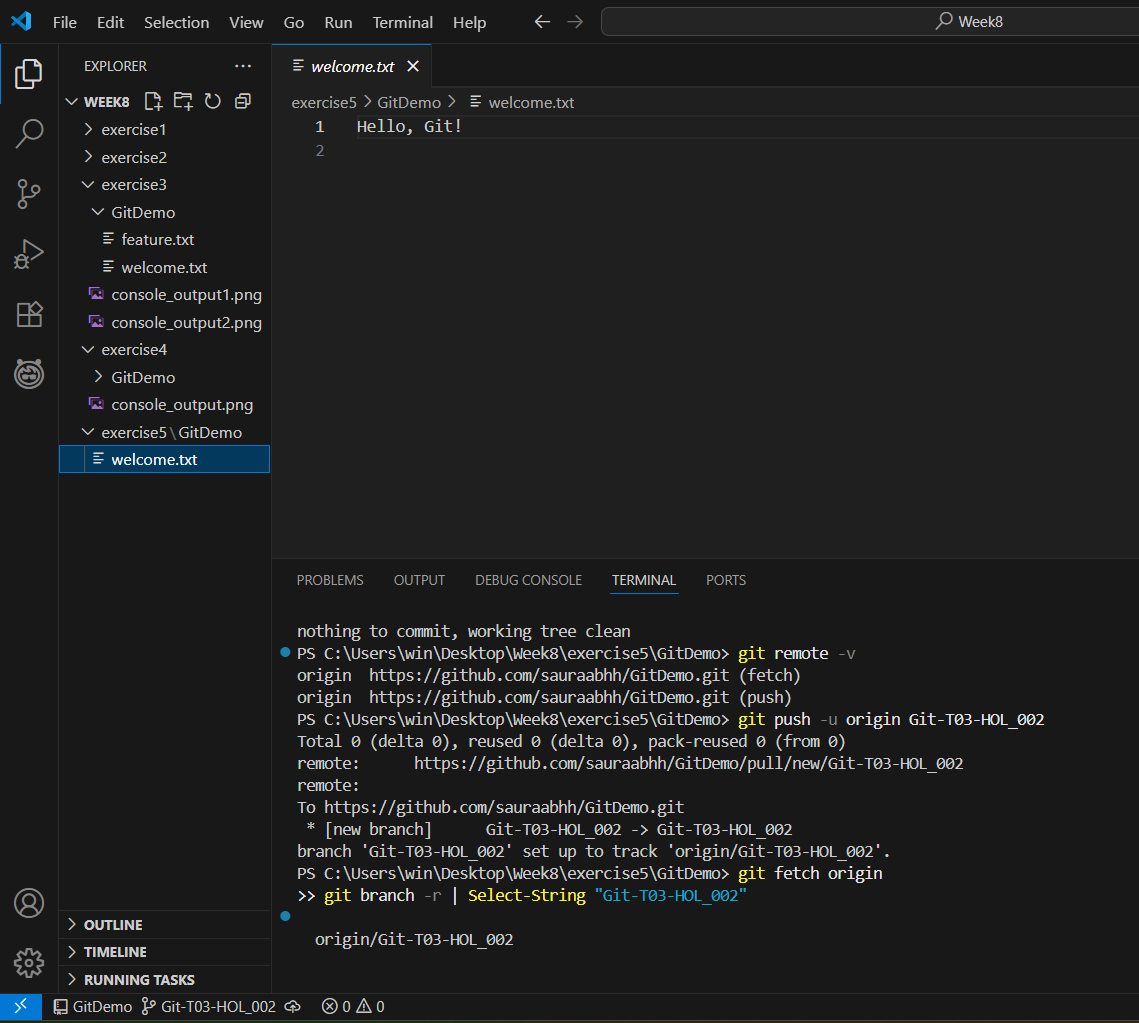 File Edit Selection View Go Run Terminal Help
Week8
EXPLORER
WEEK8
exercise1
exercise2
exercise3
GitDemo
feature.txt
welcome.txt
console_output1.png
console_output2.png
exercise4
GitDemo
console_output.png
exercise5\GitDemo
welcome.txt
OUTLINE
TIMELINE
RUNNING TASKS
welcome.txt
exercise5 > GitDemo > welcome.txt
1 Hello, Git!
2
PROBLEMS OUTPUT DEBUG CONSOLE TERMINAL PORTS
nothing to commit, working tree clean
PS C:\Users\win\Desktop\Week8\exercise5\GitDemo> git remote -v
origin  https://github.com/sauraabhh/GitDemo.git (fetch)
origin  https://github.com/sauraabhh/GitDemo.git (push)
PS C:\Users\win\Desktop\Week8\exercise5\GitDemo> git push -u origin Git-T03-HOL_002
Total 0 (delta 0), reused 0 (delta 0), pack-reused 0 (from 0)
remote:      https://github.com/sauraabhh/GitDemo/pull/new/Git-T03-HOL_002
remote:
To https://github.com/sauraabhh/GitDemo.git
 * [new branch]      Git-T03-HOL_002 -> Git-T03-HOL_002
branch 'Git-T03-HOL_002' set up to track 'origin/Git-T03-HOL_002'.
PS C:\Users\win\Desktop\Week8\exercise5\GitDemo> git fetch origin
>> git branch -r | Select-String "Git-T03-HOL_002"
  origin/Git-T03-HOL_002
GitDemo Git-T03-HOL_002 0 0